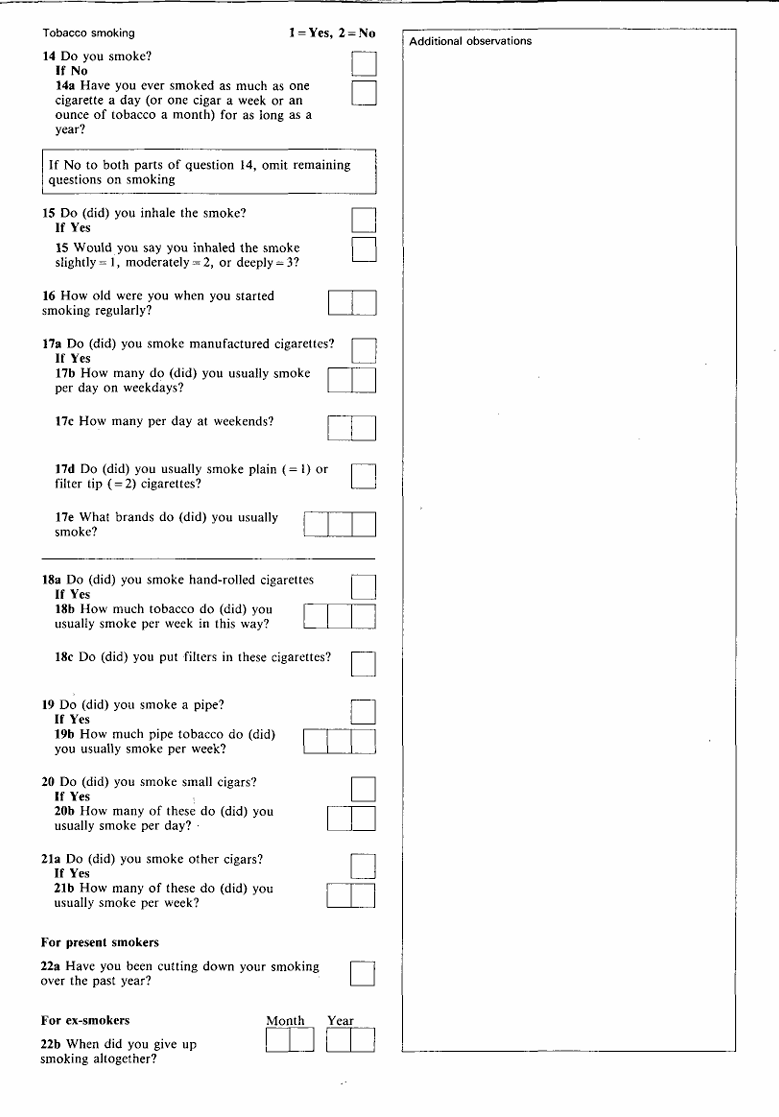 Tobacco smoking 1 = Yes, 2 = No
14 Do you smoke?
If No
14a Have you ever smoked as much as one
cigarette a day (or one cigar a week or an
ounce of tobacco a month) for as long as a
year?
If No to both parts of question 14, omit remaining
questions on smoking
15 Do (did) you inhale the smoke?
If Yes
15 Would you say you inhaled the smoke
slightly = 1, moderately = 2, or deeply = 3?
16 How old were you when you started
smoking regularly?
17a Do (did) you smoke manufactured cigarettes?
If Yes
17b How many do (did) you usually smoke
per day on weekdays?
17c How many per day at weekends?
17d Do (did) you usually smoke plain (= 1) or
filter tip (= 2) cigarettes?
17e What brands do (did) you usually
smoke?
18a Do (did) you smoke hand-rolled cigarettes
If Yes
18b How much tobacco do (did) you
usually smoke per week in this way?
18c Do (did) you put filters in these cigarettes?
19 Do (did) you smoke a pipe?
If Yes
19b How much pipe tobacco do (did)
you usually smoke per week?
20 Do (did) you smoke small cigars?
If Yes
20b How many of these do (did) you
usually smoke per day?
21a Do (did) you smoke other cigars?
If Yes
21b How many of these do (did) you
usually smoke per week?
For present smokers
22a Have you been cutting down your smoking
over the past year?
For ex-smokers Month Year
22b When did you give up
smoking altogether?
Additional observations